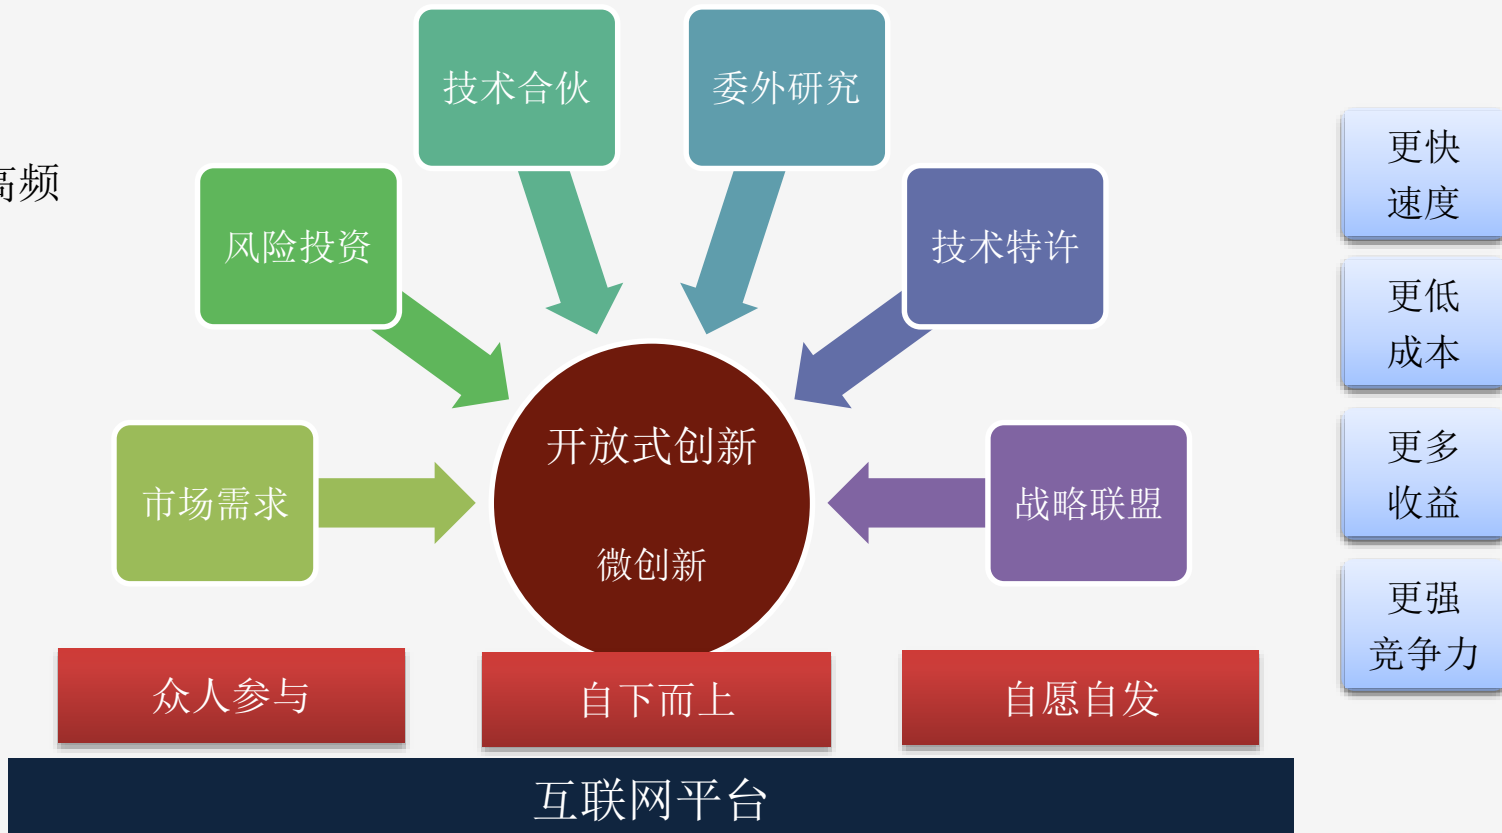 技术合伙
委外研究
高频
风险投资
技术特许
市场需求
开放式创新
微创新
战略联盟
众人参与
自下而上
自愿自发
互联网平台
更快
速度
更低
成本
更多
收益
更强
竞争力